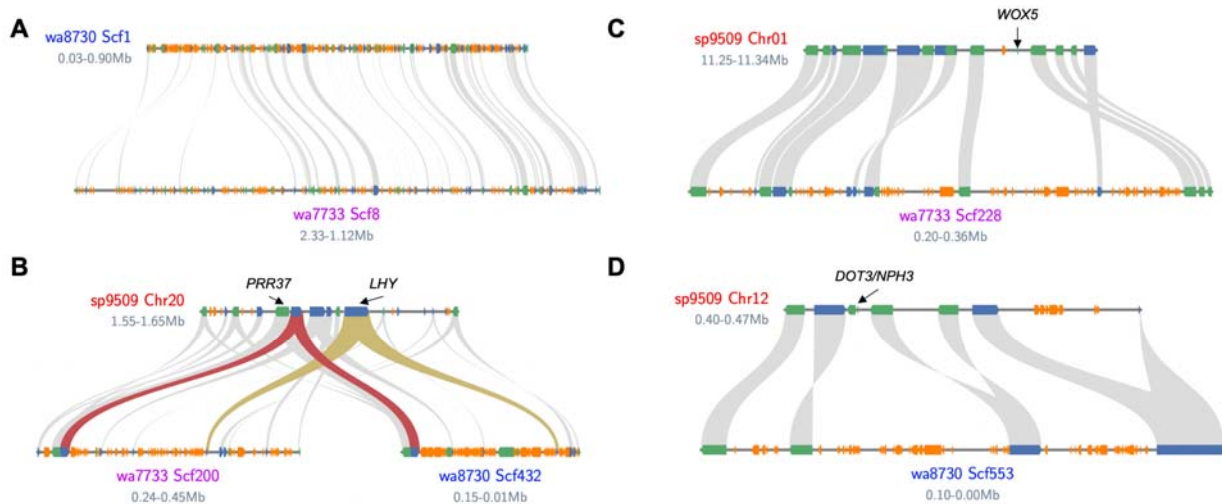 A
wa8730 Scf1
0.03-0.90Mb
wa7733 Scf8
2.33-1.12Mb
B
PRR37
LHY
sp9509 Chr20
1.55-1.65Mb
wa7733 Scf200
0.24-0.45Mb
wa8730 Scf432
0.15-0.01Mb
C
WOX5
sp9509 Chr01
11.25-11.34Mb
wa7733 Scf228
0.20-0.36Mb
D
DOT3/NPH3
sp9509 Chr12
0.40-0.47Mb
wa8730 Scf553
0.10-0.00Mb